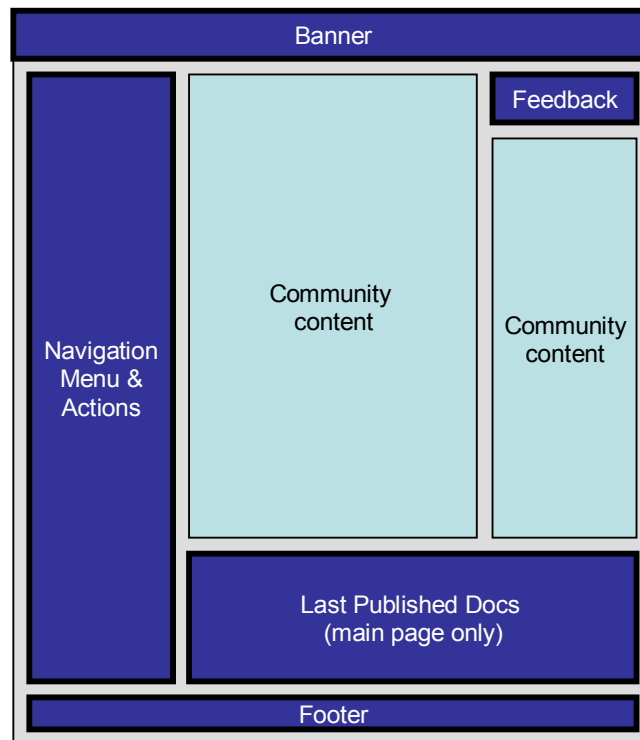 Banner
Feedback
Navigation
Menu &
Actions
Community
content
Community
content
Last Published Docs
(main page only)
Footer